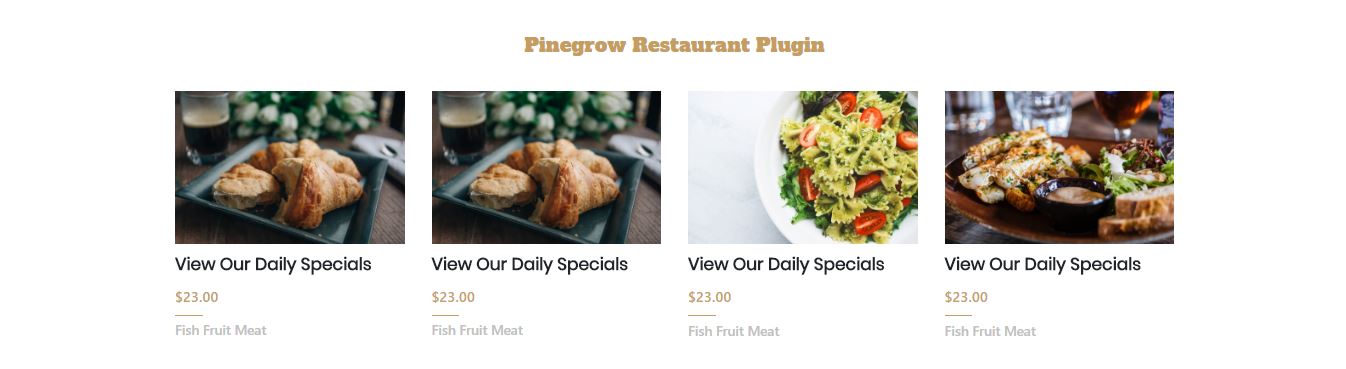 Pinegrow Restaurant Plugin
View Our Daily Specials
$23.00
Fish Fruit Meat
View Our Daily Specials
$23.00
Fish Fruit Meat
View Our Daily Specials
$23.00
Fish Fruit Meat
View Our Daily Specials
$23.00
Fish Fruit Meat